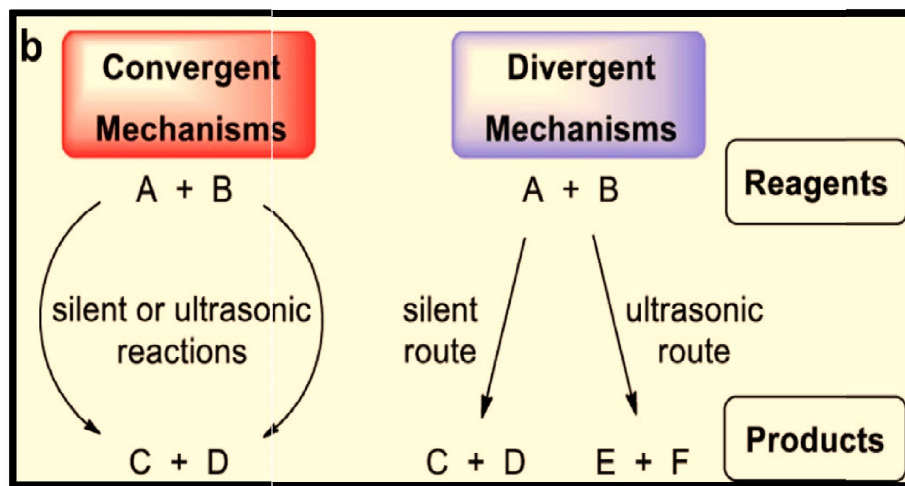 b
Convergent
Mechanisms
Divergent
Mechanisms
A + B
A + B
Reagents
silent or ultrasonic
reactions
silent
route
ultrasonic
route
C + D
C + D
E + F
Products